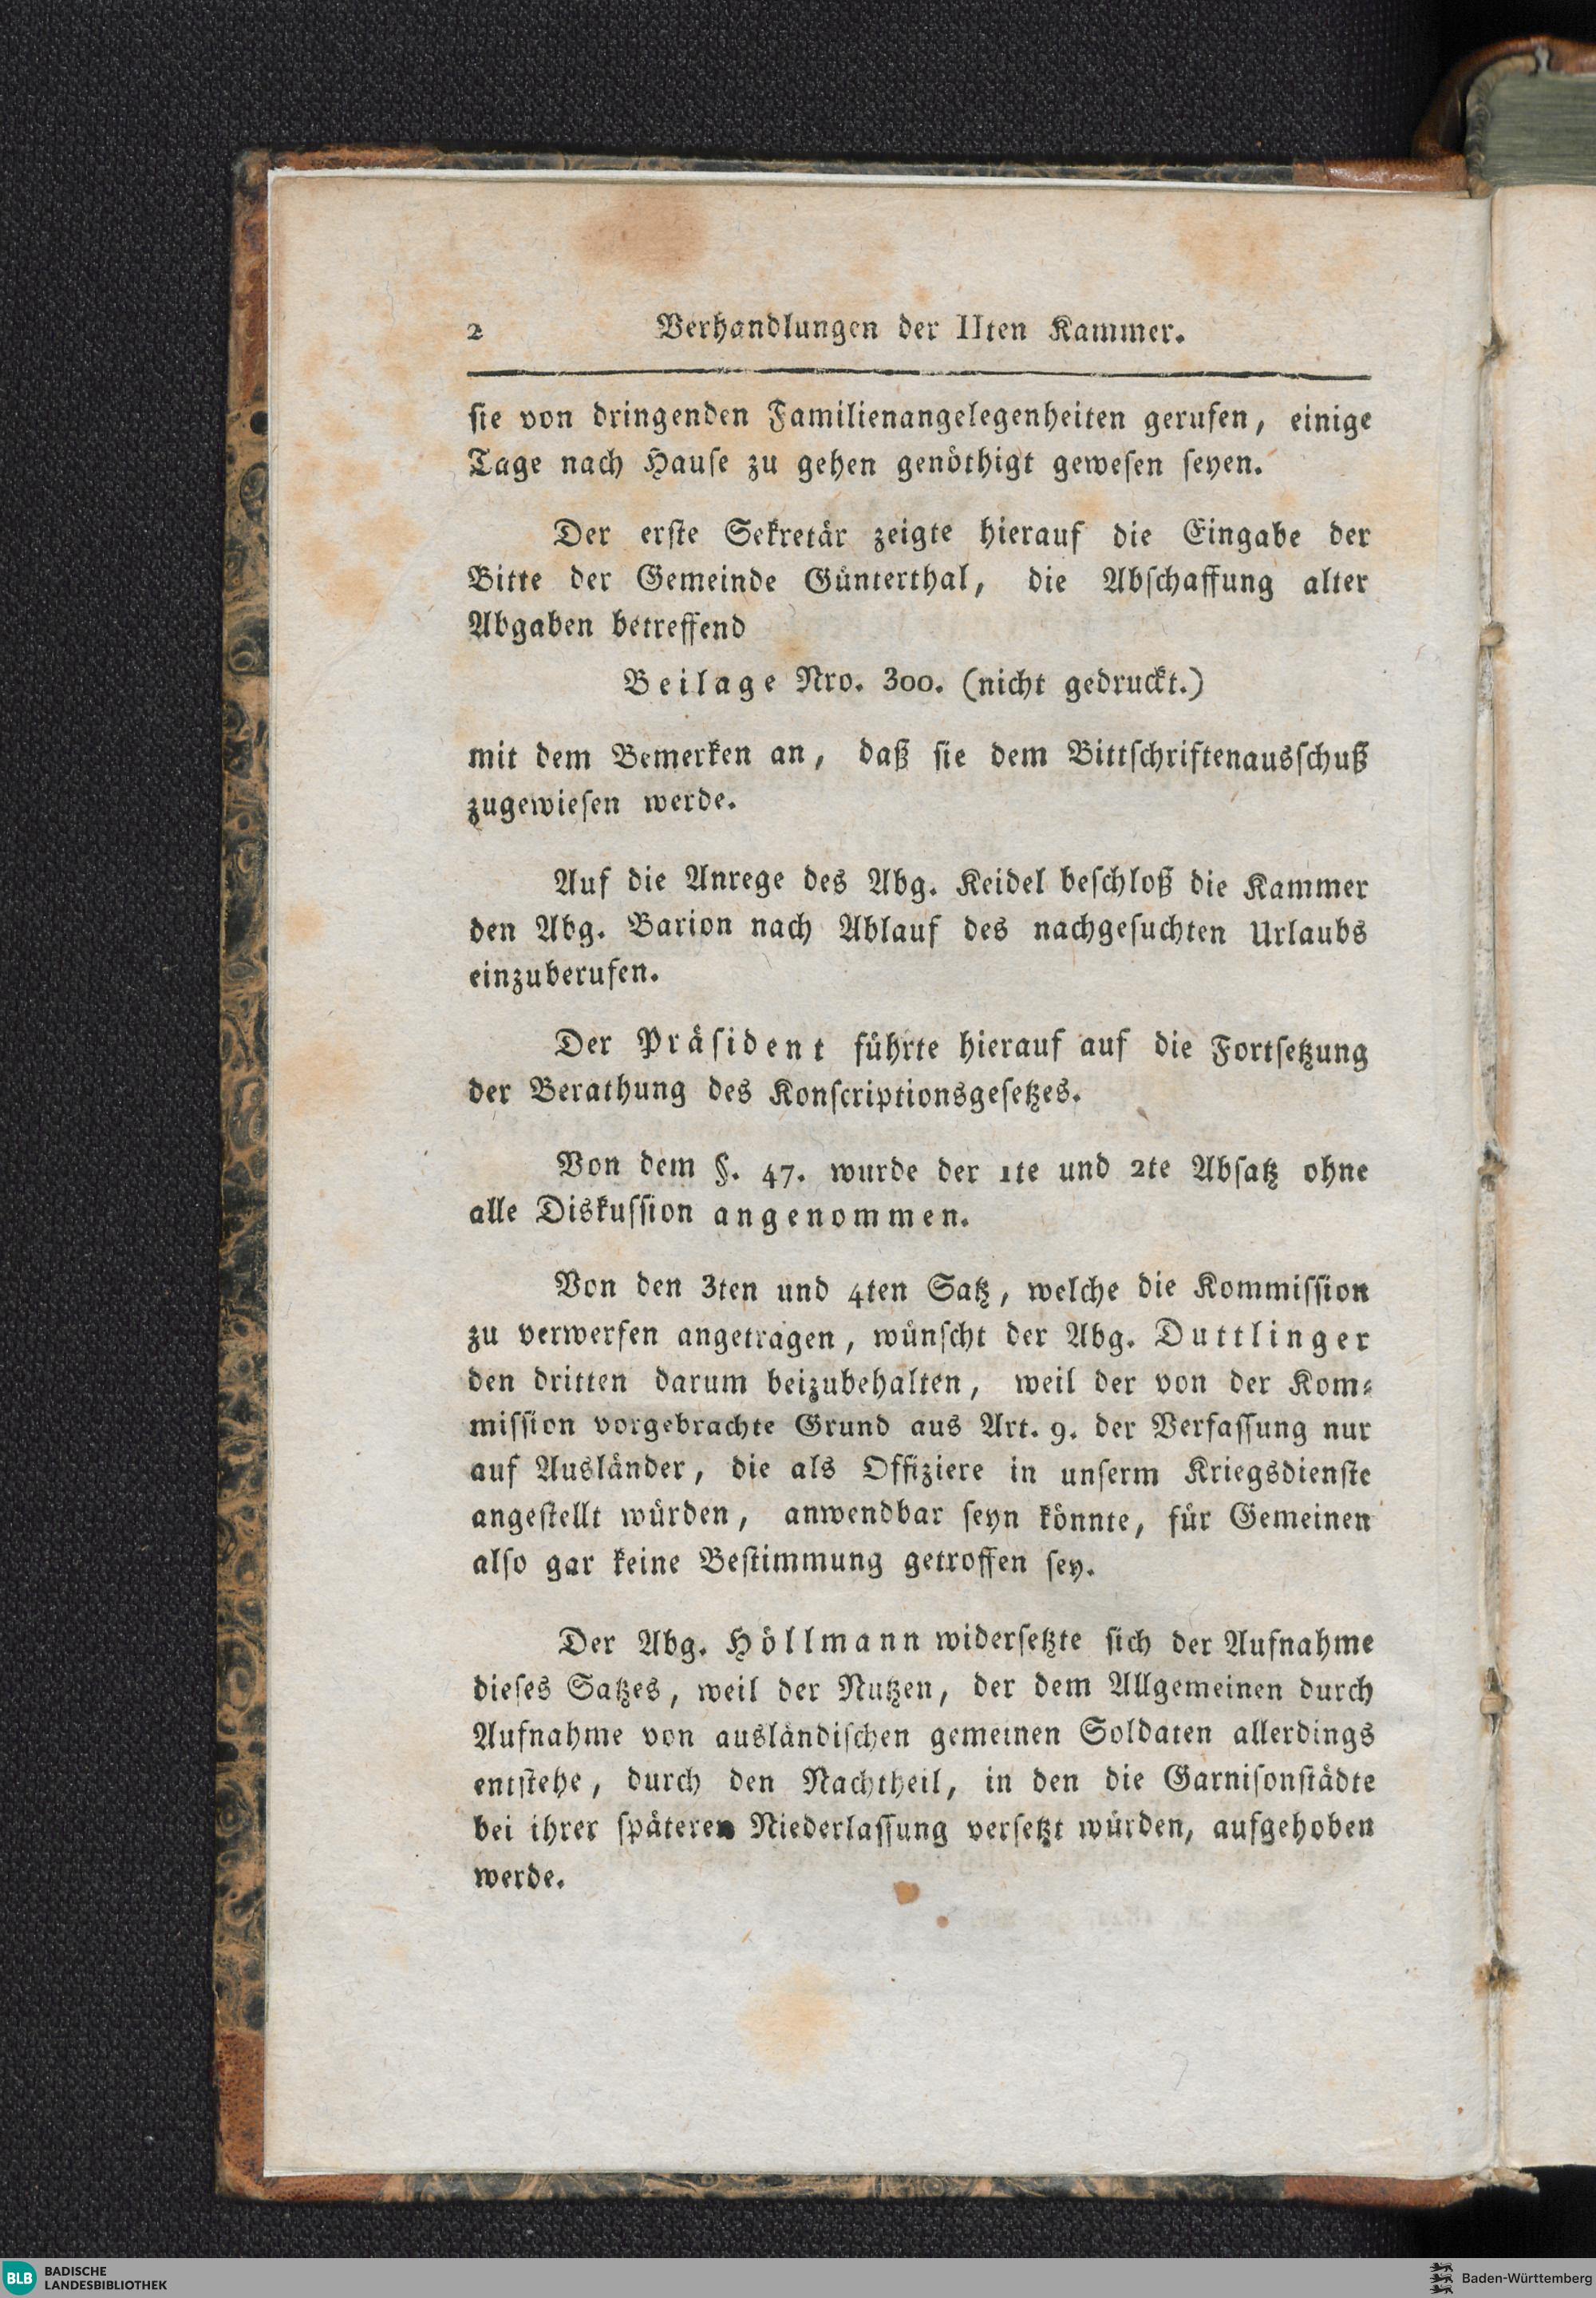 2 Verhandlungen der IIten Kammer.
sie von dringenden Familienangelegenheiten gerufen, einige
Tage nach Hause zu gehen genöthigt gewesen seyen.
Der erste Sekretär zeigte hierauf die Eingabe der
Bitte der Gemeinde Günterthal, die Abschaffung alter
Abgaben betreffend
Beilage Nro. 300. (nicht gedruckt.)
mit dem Bemerken an, daß sie dem Bittschriftenausschuß
zugewiesen werde.
Auf die Anrege des Abg. Keidel beschloß die Kammer
den Abg. Barion nach Ablauf des nachgesuchten Urlaubs
einzuberufen.
Der Präsident führte hierauf auf die Fortsetzung
der Berathung des Konscriptionsgesetzes.
Von dem §. 47. wurde der 1te und 2te Absatz ohne
alle Diskussion angenommen.
Von den 3ten und 4ten Satz, welche die Kommission
zu verwerfen angetragen, wünscht der Abg. Duttlinger
den dritten darum beizubehalten, weil der von der Kom-
mission vorgebrachte Grund aus Art. 9. der Verfassung nur
auf Ausländer, die als Offiziere in unserm Kriegsdienste
angestellt würden, anwendbar seyn könnte, für Gemeinen
also gar keine Bestimmung getroffen sey.
Der Abg. Höllmann widersetzte sich der Aufnahme
dieses Satzes, weil der Nutzen, der dem Allgemeinen durch
Aufnahme von ausländischen gemeinen Soldaten allerdings
entstehe, durch den Nachtheil, in den die Garnisonstädte
bei ihrer späteren Niederlassung versetzt würden, aufgehoben
werde.
BLB BADISCHE
LANDESBIBLIOTHEK
Baden-Württemberg